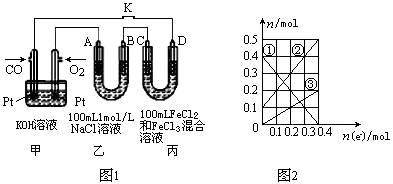 K
A B C D
CO O₂
Pt Pt
KOH溶液
100mL1mol/L
NaCl溶液
100mLFeCl₂
和FeCl₃混合
溶液
甲 乙 丙
图1
n/mol
0.5
0.4
0.3
0.2
0.1
0
① ② ③
0.1 0.2 0.3 0.4
n(e⁻)/mol
图2